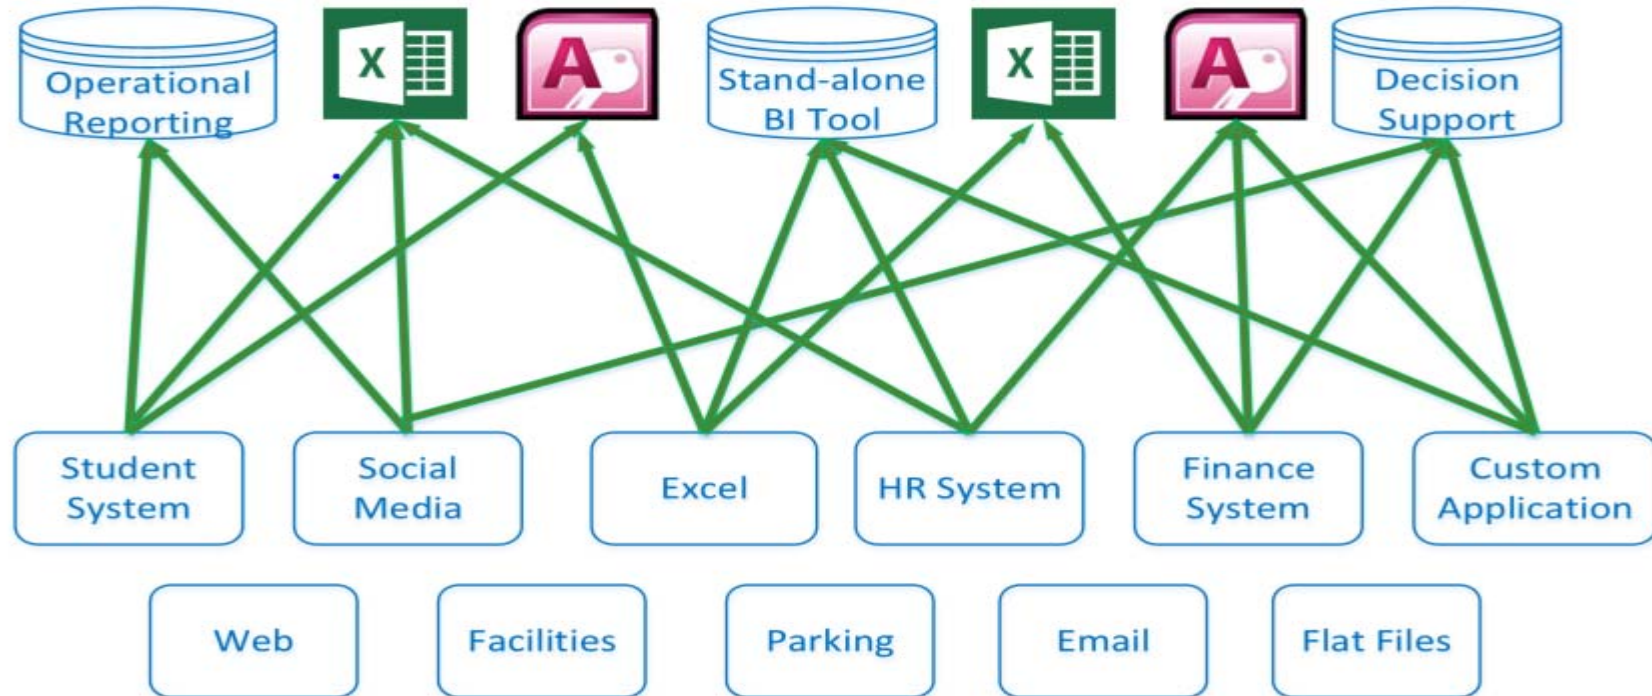 Operational
Reporting
X
A
Stand-alone
BI Tool
X
A
Decision
Support
Student
System
Social
Media
Excel
HR System
Finance
System
Custom
Application
Web
Facilities
Parking
Email
Flat Files